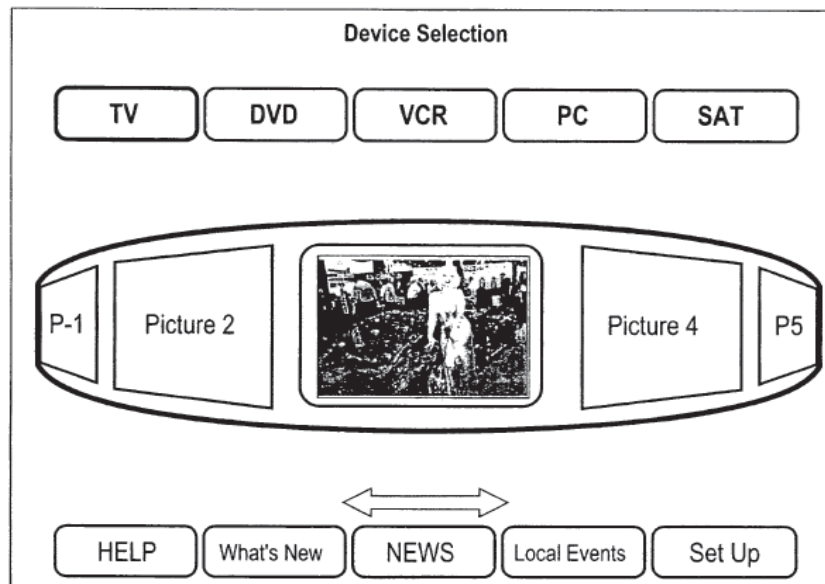 Device Selection
TV DVD VCR PC SAT
P-1 Picture 2 Picture 4 P5
HELP What's New NEWS Local Events Set Up